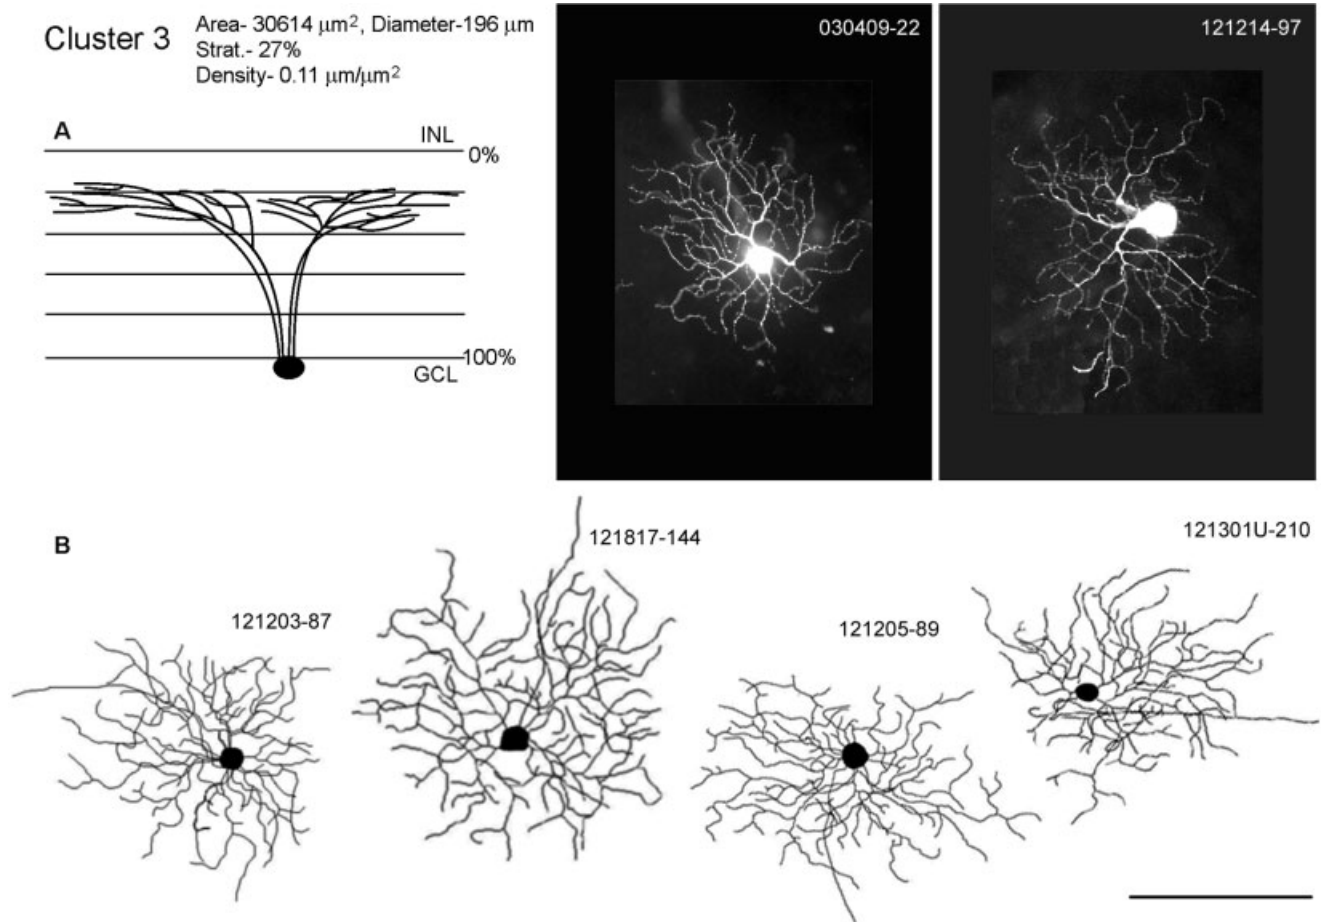 Cluster 3
Area- 30614 μm², Diameter-196 μm
Strat.- 27%
Density- 0.11 μm/μm²
030409-22
121214-97
A
INL
0%
100%
GCL
B
121817-144
121301U-210
121203-87
121205-89